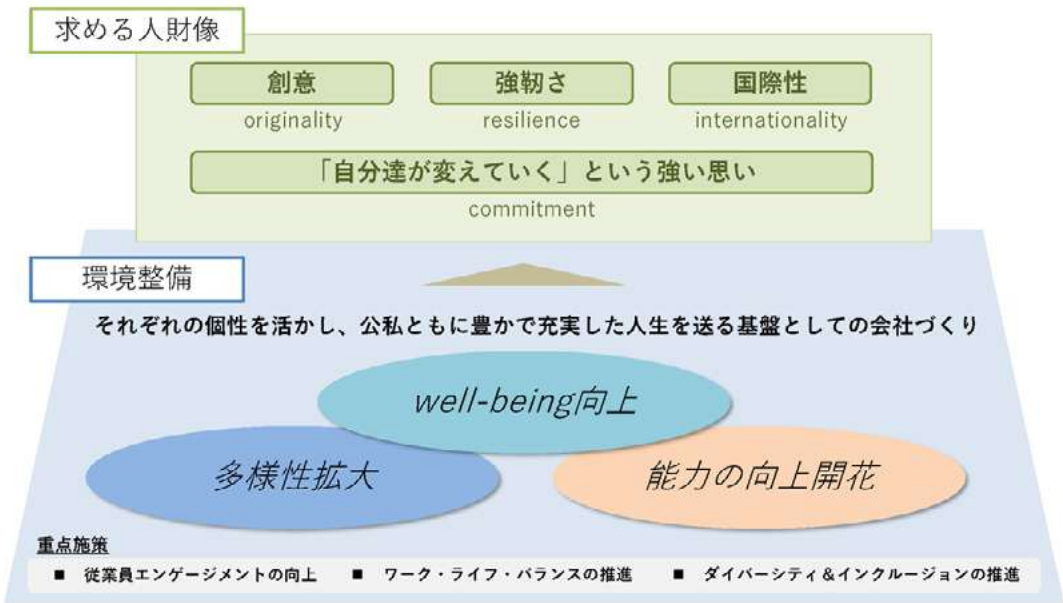 求める人財像
創意 強靭さ 国際性
originality resilience internationality
「自分達が変えていく」という強い思い
commitment
環境整備
それぞれの個性を活かし、公私ともに豊かで充実した人生を送る基盤としての会社づくり
well-being向上
多様性拡大 能力の向上開花
重点施策
■ 従業員エンゲージメントの向上 ■ ワーク・ライフ・バランスの推進 ■ ダイバーシティ&インクルージョンの推進